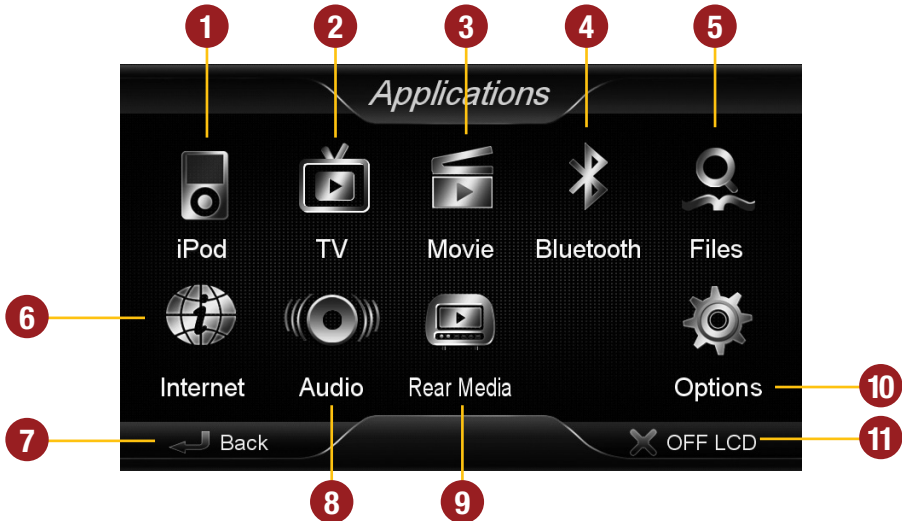 1 2 3 4 5
Applications
iPod TV Movie Bluetooth Files
6
Internet Audio Rear Media Options
10
7 Back OFF LCD 11
8 9